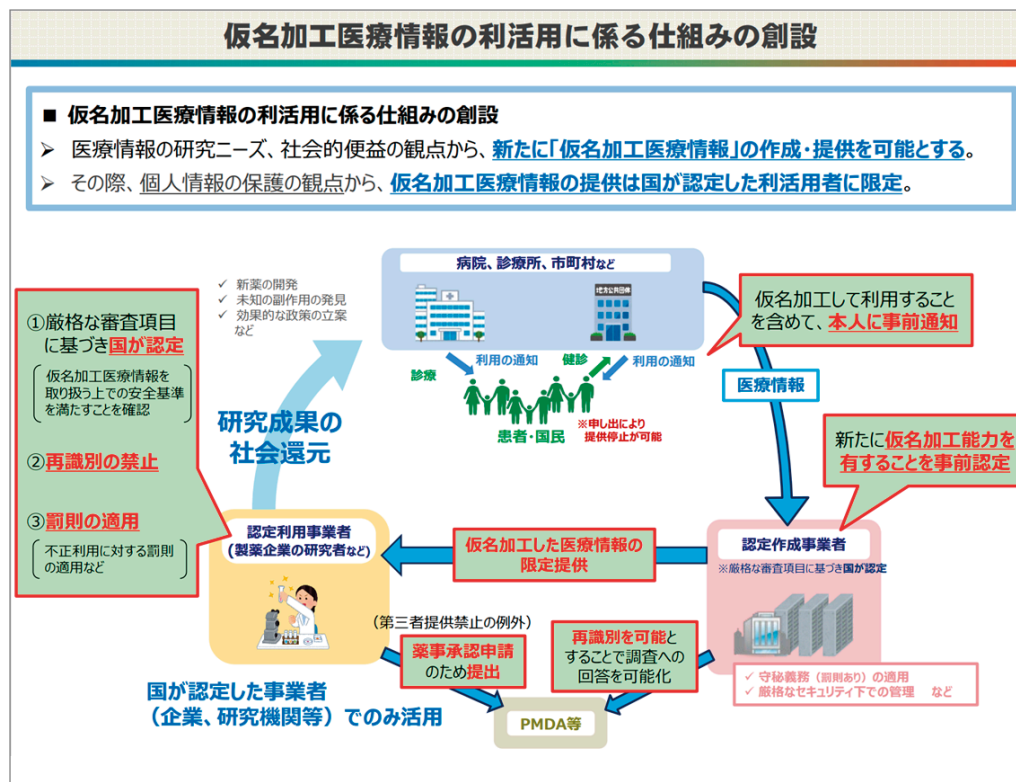 仮名加工医療情報の利活用に係る仕組みの創設
■ 仮名加工医療情報の利活用に係る仕組みの創設
➢ 医療情報の研究ニーズ、社会的便益の観点から、新たに「仮名加工医療情報」の作成・提供を可能とする。
➢ その際、個人情報の保護の観点から、仮名加工医療情報の提供は国が認定した利活用者に限定。
病院、診療所、市町村など
地方公共団体
✓ 新薬の開発
✓ 未知の副作用の発見
✓ 効果的な政策の立案
など
仮名加工して利用すること
を含めて、本人に事前通知
診療
利用の通知
健診
利用の通知
患者・国民
※申し出により
提供停止が可能
医療情報
①厳格な審査項目
に基づき国が認定
仮名加工医療情報を
取り扱う上での安全基準
を満たすことを確認
②再識別の禁止
③罰則の適用
不正利用に対する罰則
の適用など
研究成果の
社会還元
新たに仮名加工能力を
有することを事前認定
認定利用事業者
(製薬企業の研究者など)
仮名加工した医療情報の
限定提供
認定作成事業者
※厳格な審査項目に基づき国が認定
(第三者提供禁止の例外)
薬事承認申請
のため提出
再識別を可能と
することで調査への
回答を可能化
✓ 守秘義務(罰則あり)の適用
✓ 厳格なセキュリティ下での管理 など
国が認定した事業者
(企業、研究機関等)でのみ活用
PMDA等